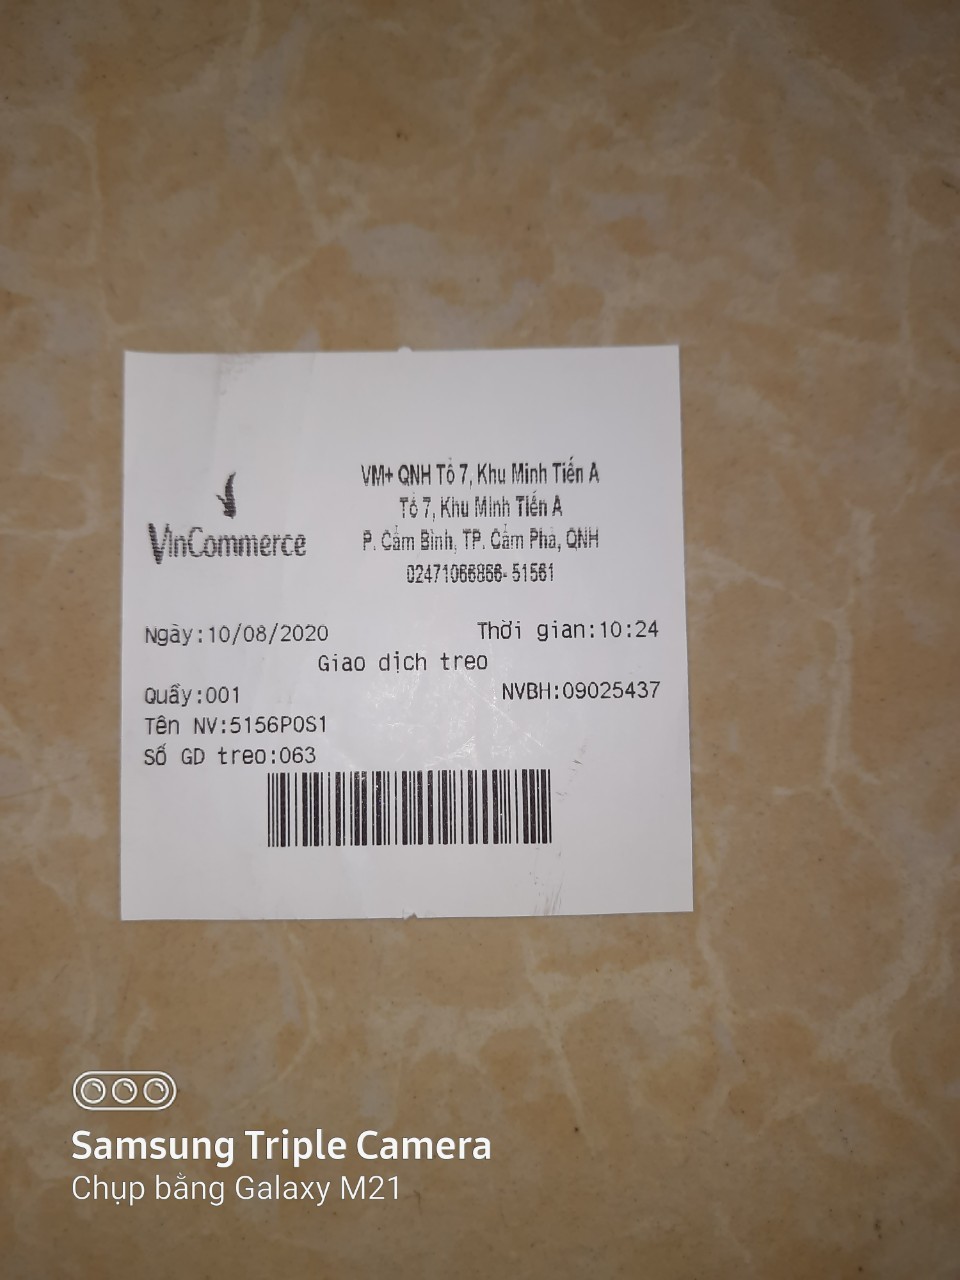 VM+ QNH Tổ 7, Khu Minh Tiến A
Tổ 7, Khu Minh Tiến A
P. Cẩm Bình, TP. Cẩm Phả, QNH
VinCommerce
02471066866-51561
Ngày:10/08/2020 Thời gian:10:24
Giao dịch treo
Quầy:001 NVBH:09025437
Tên NV:5156POS1
Số GD treo:063
Samsung Triple Camera
Chụp bằng Galaxy M21